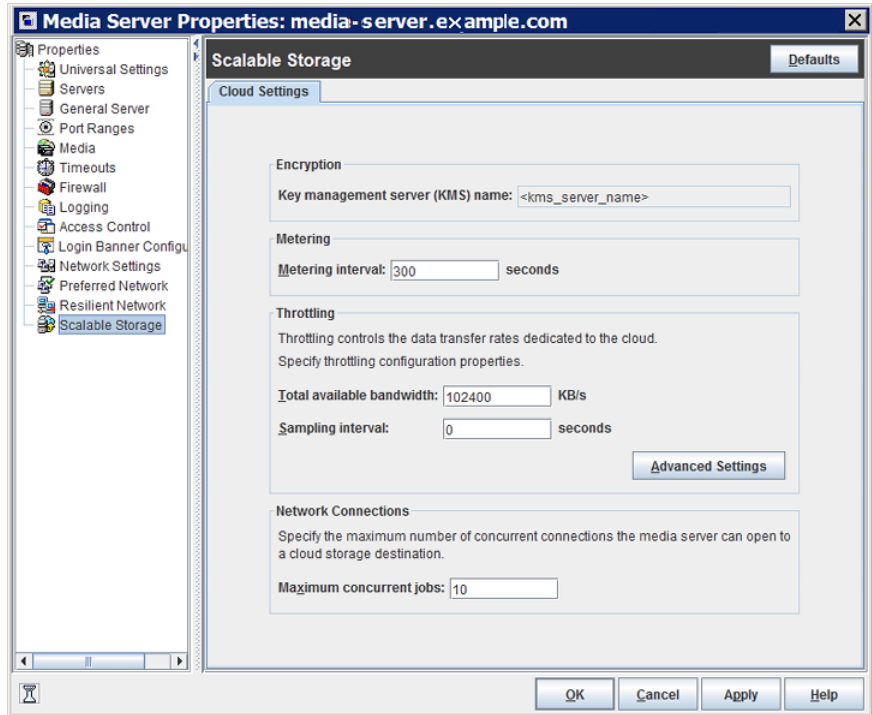 Media Server Properties: media-server.example.com
Properties
Universal Settings
Servers
General Server
Port Ranges
Media
Timeouts
Firewall
Logging
Access Control
Login Banner Configu
Network Settings
Preferred Network
Resilient Network
Scalable Storage
Scalable Storage
Defaults
Cloud Settings
Encryption
Key management server (KMS) name: <kms_server_name>
Metering
Metering interval: 300 seconds
Throttling
Throttling controls the data transfer rates dedicated to the cloud.
Specify throttling configuration properties.
Total available bandwidth: 102400 KB/s
Sampling interval: 0 seconds
Advanced Settings
Network Connections
Specify the maximum number of concurrent connections the media server can open to
a cloud storage destination.
Maximum concurrent jobs: 10
OK Cancel Apply Help